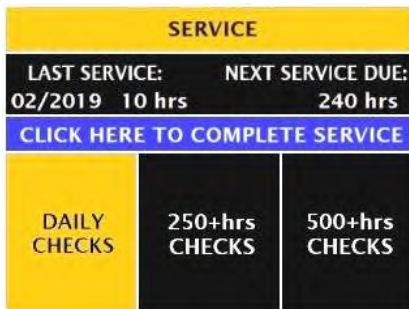 SERVICE
LAST SERVICE: NEXT SERVICE DUE:
02/2019 10 hrs 240 hrs
CLICK HERE TO COMPLETE SERVICE
DAILY
CHECKS
250+hrs
CHECKS
500+hrs
CHECKS